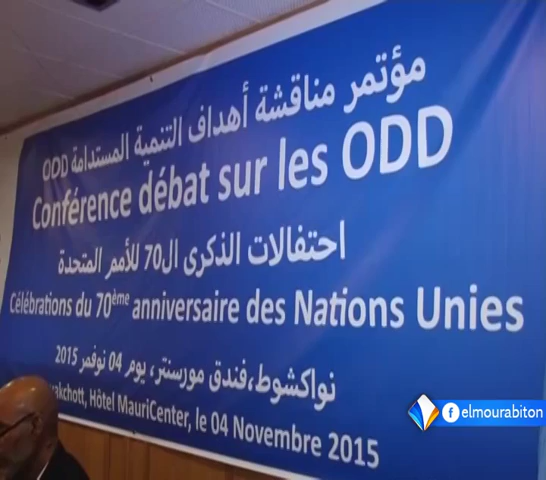 مؤتمر مناقشة أهداف التنمية المستدامة ODD
Conférence débat sur les ODD
احتفالات الذكرى ال70 للأمم المتحدة
Célébrations du 70ème anniversaire des Nations Unies
نواكشوط،فندق مورسنتر، يوم 04 نوفمر 2015
akchott, Hôtel MauriCenter, le 04 Novembre 2015
elmourabiton